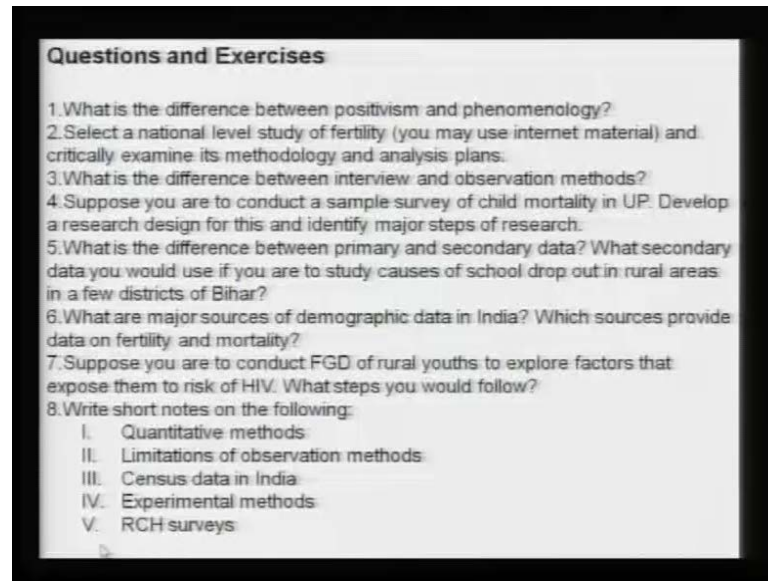 Questions and Exercises
1.What is the difference between positivism and phenomenology?
2.Select a national level study of fertility (you may use internet material) and
critically examine its methodology and analysis plans.
3.What is the difference between interview and observation methods?
4.Suppose you are to conduct a sample survey of child mortality in UP. Develop
a research design for this and identify major steps of research.
5.What is the difference between primary and secondary data? What secondary
data you would use if you are to study causes of school drop out in rural areas
in a few districts of Bihar?
6.What are major sources of demographic data in India? Which sources provide
data on fertility and mortality?
7.Suppose you are to conduct FGD of rural youths to explore factors that
expose them to risk of HIV. What steps you would follow?
8.Write short notes on the following:
I. Quantitative methods
II. Limitations of observation methods
III. Census data in India
IV. Experimental methods
V. RCH surveys